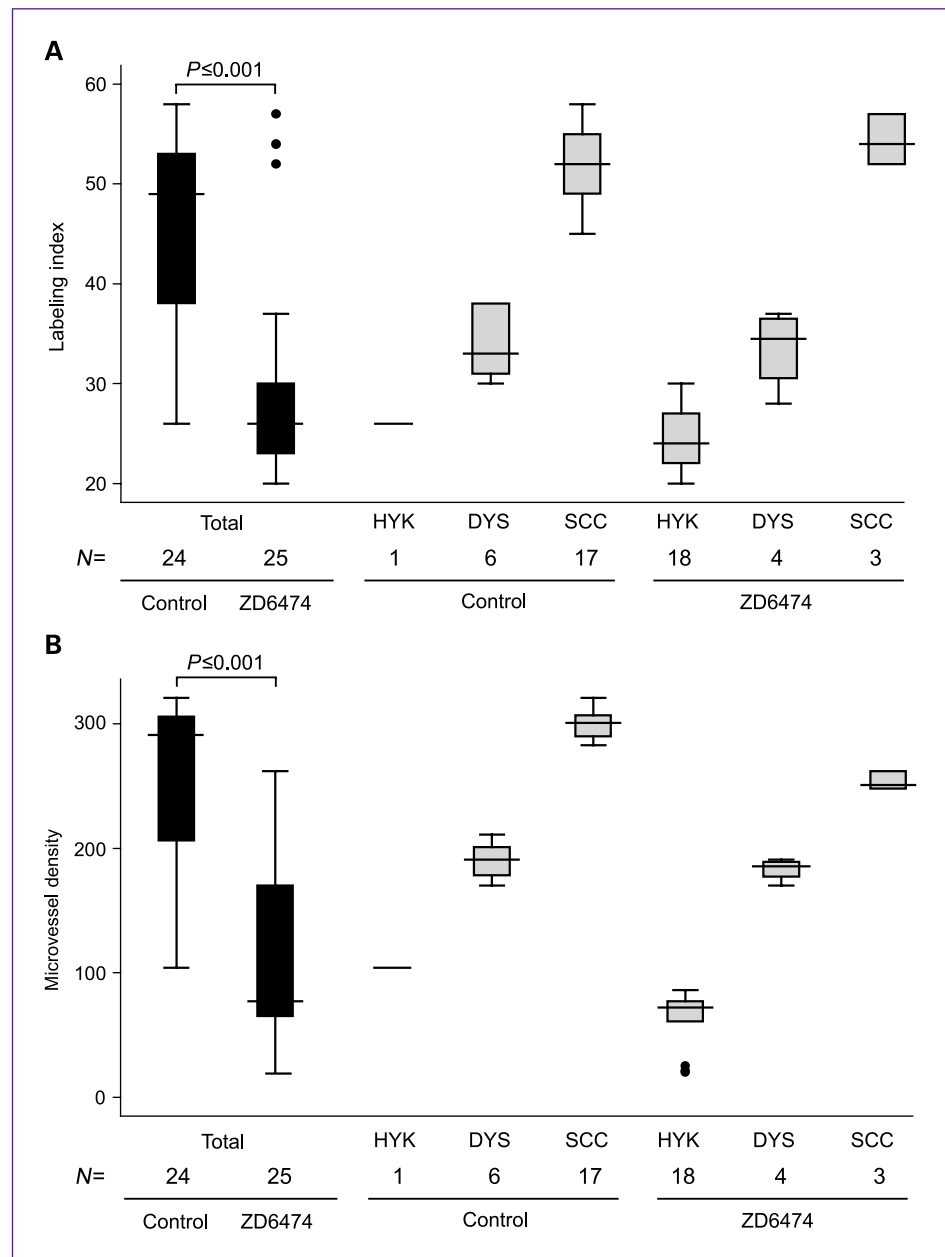 A
P≤0.001
60
50
40
30
20
Labeling index
Total HYK DYS SCC HYK DYS SCC
N= 24 25 1 6 17 18 4 3
Control ZD6474 Control ZD6474
B
P≤0.001
300
200
100
0
Microvessel density
Total HYK DYS SCC HYK DYS SCC
N= 24 25 1 6 17 18 4 3
Control ZD6474 Control ZD6474